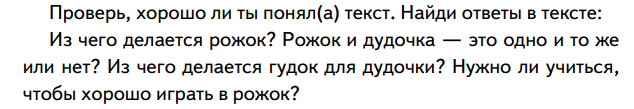 Проверь, хорошо ли ты понял(а) текст. Найди ответы в тексте:
Из чего делается рожок? Рожок и дудочка — это одно и то же
или нет? Из чего делается гудок для дудочки? Нужно ли учиться,
чтобы хорошо играть в рожок?